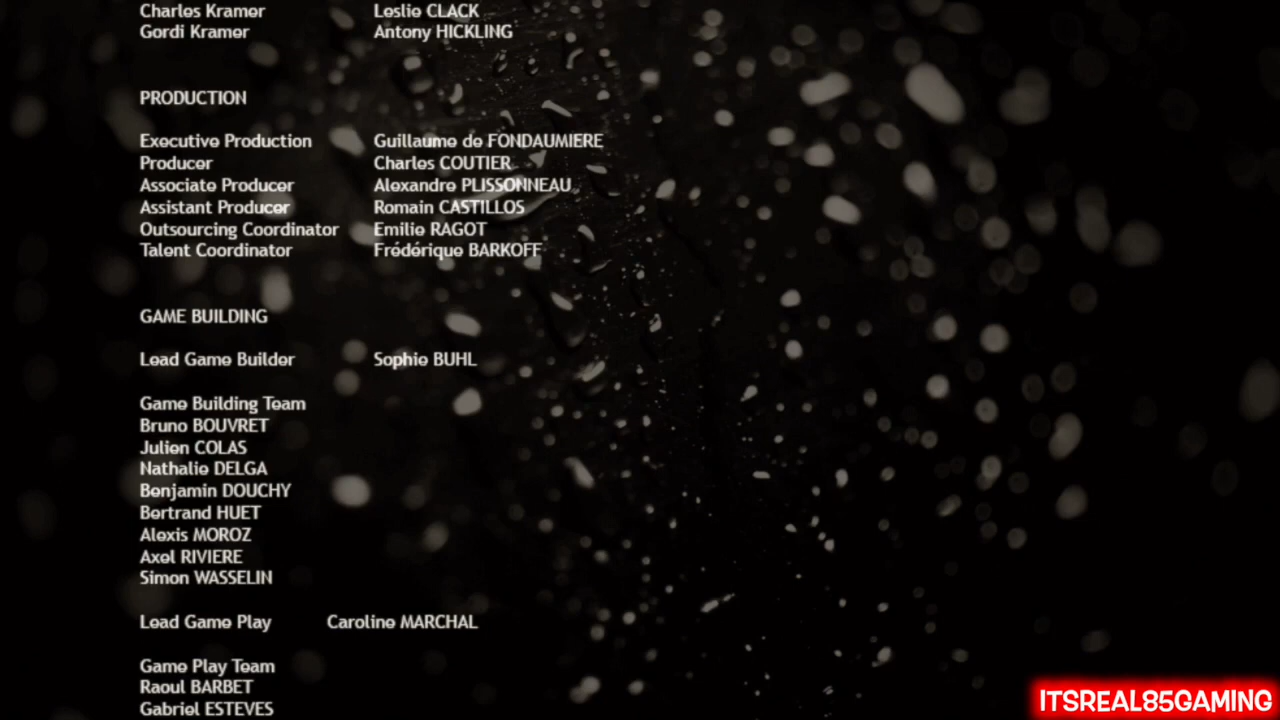 Charles Kramer Leslie CLACK
Gordi Kramer Antony HICKLING
PRODUCTION
Executive Production Guillaume de FONDAUMIERE
Producer Charles COUTIER
Associate Producer Alexandre PLISSONNEAU
Assistant Producer Romain CASTILLOS
Outsourcing Coordinator Emilie RAGOT
Talent Coordinator Frédérique BARKOFF
GAME BUILDING
Lead Game Builder Sophie BUHL
Game Building Team
Bruno BOUVRET
Julien COLAS
Nathalie DELGA
Benjamin DOUCHY
Bertrand HUET
Alexis MOROZ
Axel RIVIERE
Simon WASSELIN
Lead Game Play Caroline MARCHAL
Game Play Team
Raoul BARBET
Gabriel ESTEVES
ITSREAL85GAMING